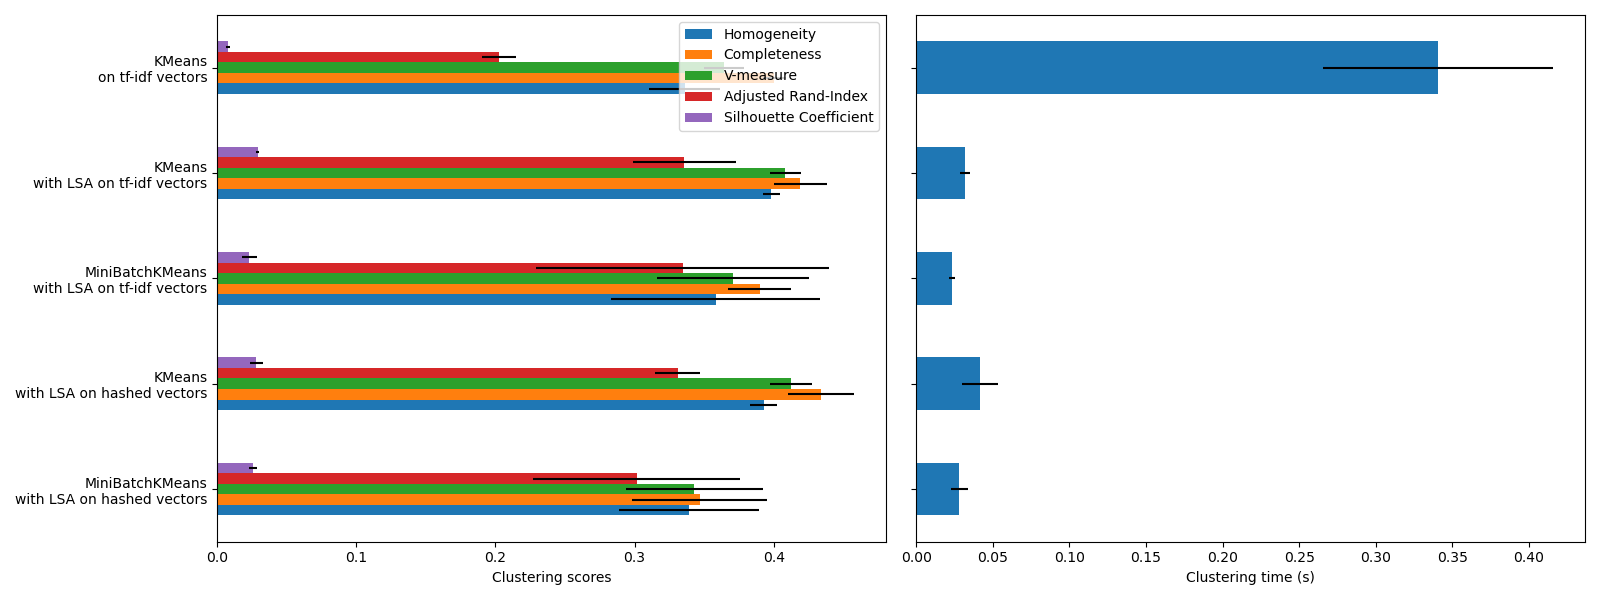 KMeans
on tf-idf vectors
KMeans
with LSA on tf-idf vectors
MiniBatchKMeans
with LSA on tf-idf vectors
KMeans
with LSA on hashed vectors
MiniBatchKMeans
with LSA on hashed vectors
Homogeneity
Completeness
V-measure
Adjusted Rand-Index
Silhouette Coefficient
0.0 0.1 0.2 0.3 0.4
Clustering scores
0.00 0.05 0.10 0.15 0.20 0.25 0.30 0.35 0.40
Clustering time (s)